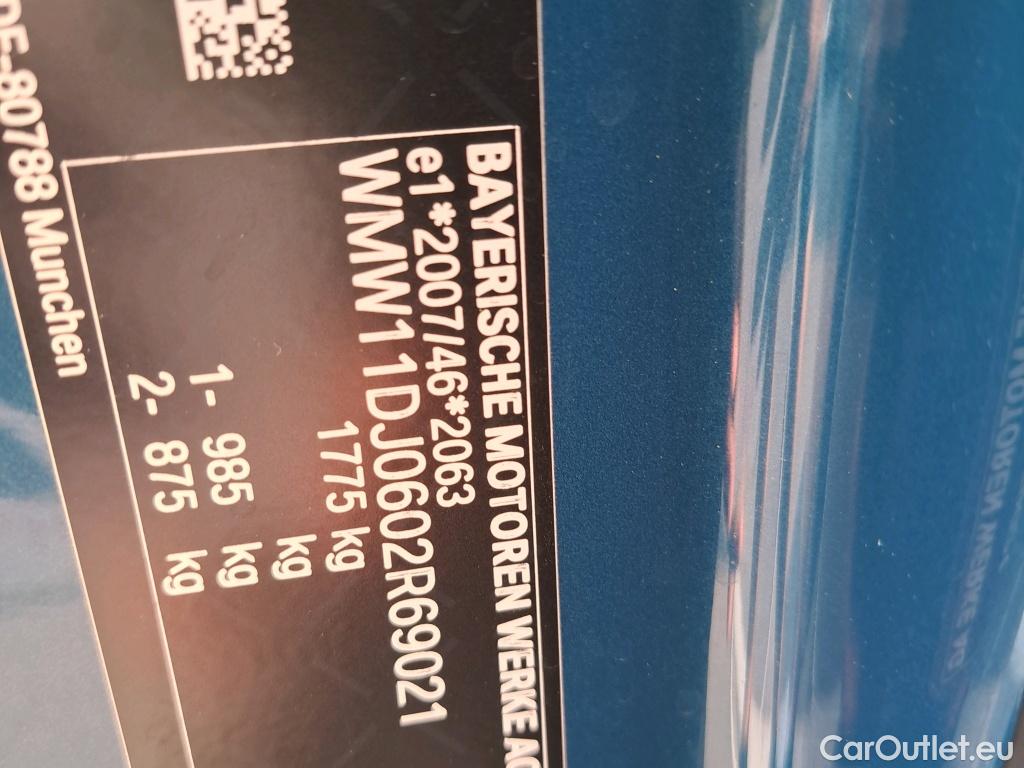 BAYERISCHE MOTOREN WERKE AG
e1*2007/46*2063
WMW11DJ0602R69021
1775 kg
kg
1- 985 kg
2- 875 kg
DE-80788 München
CarOutlet.eu